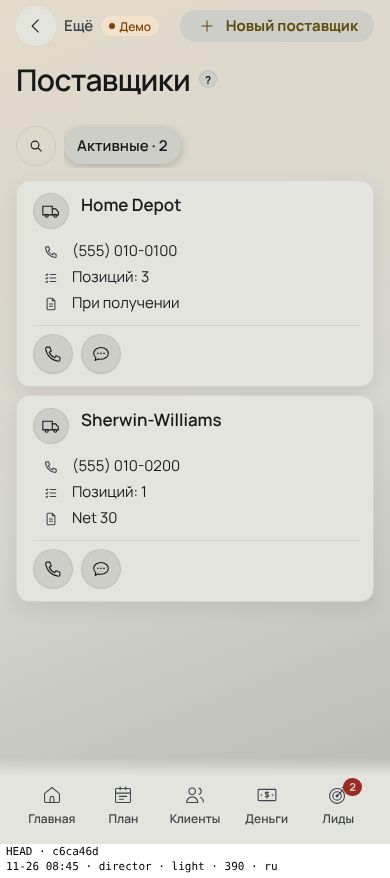 Ещё
Демо
Новый поставщик
Поставщики
?
Активные · 2
Home Depot
(555) 010-0100
Позиций: 3
При получении
Sherwin-Williams
(555) 010-0200
Позиций: 1
Net 30
2
Главная
План
Клиенты
Деньги
Лиды
HEAD · c6ca46d
11-26 08:45 · director · light · 390 · ru